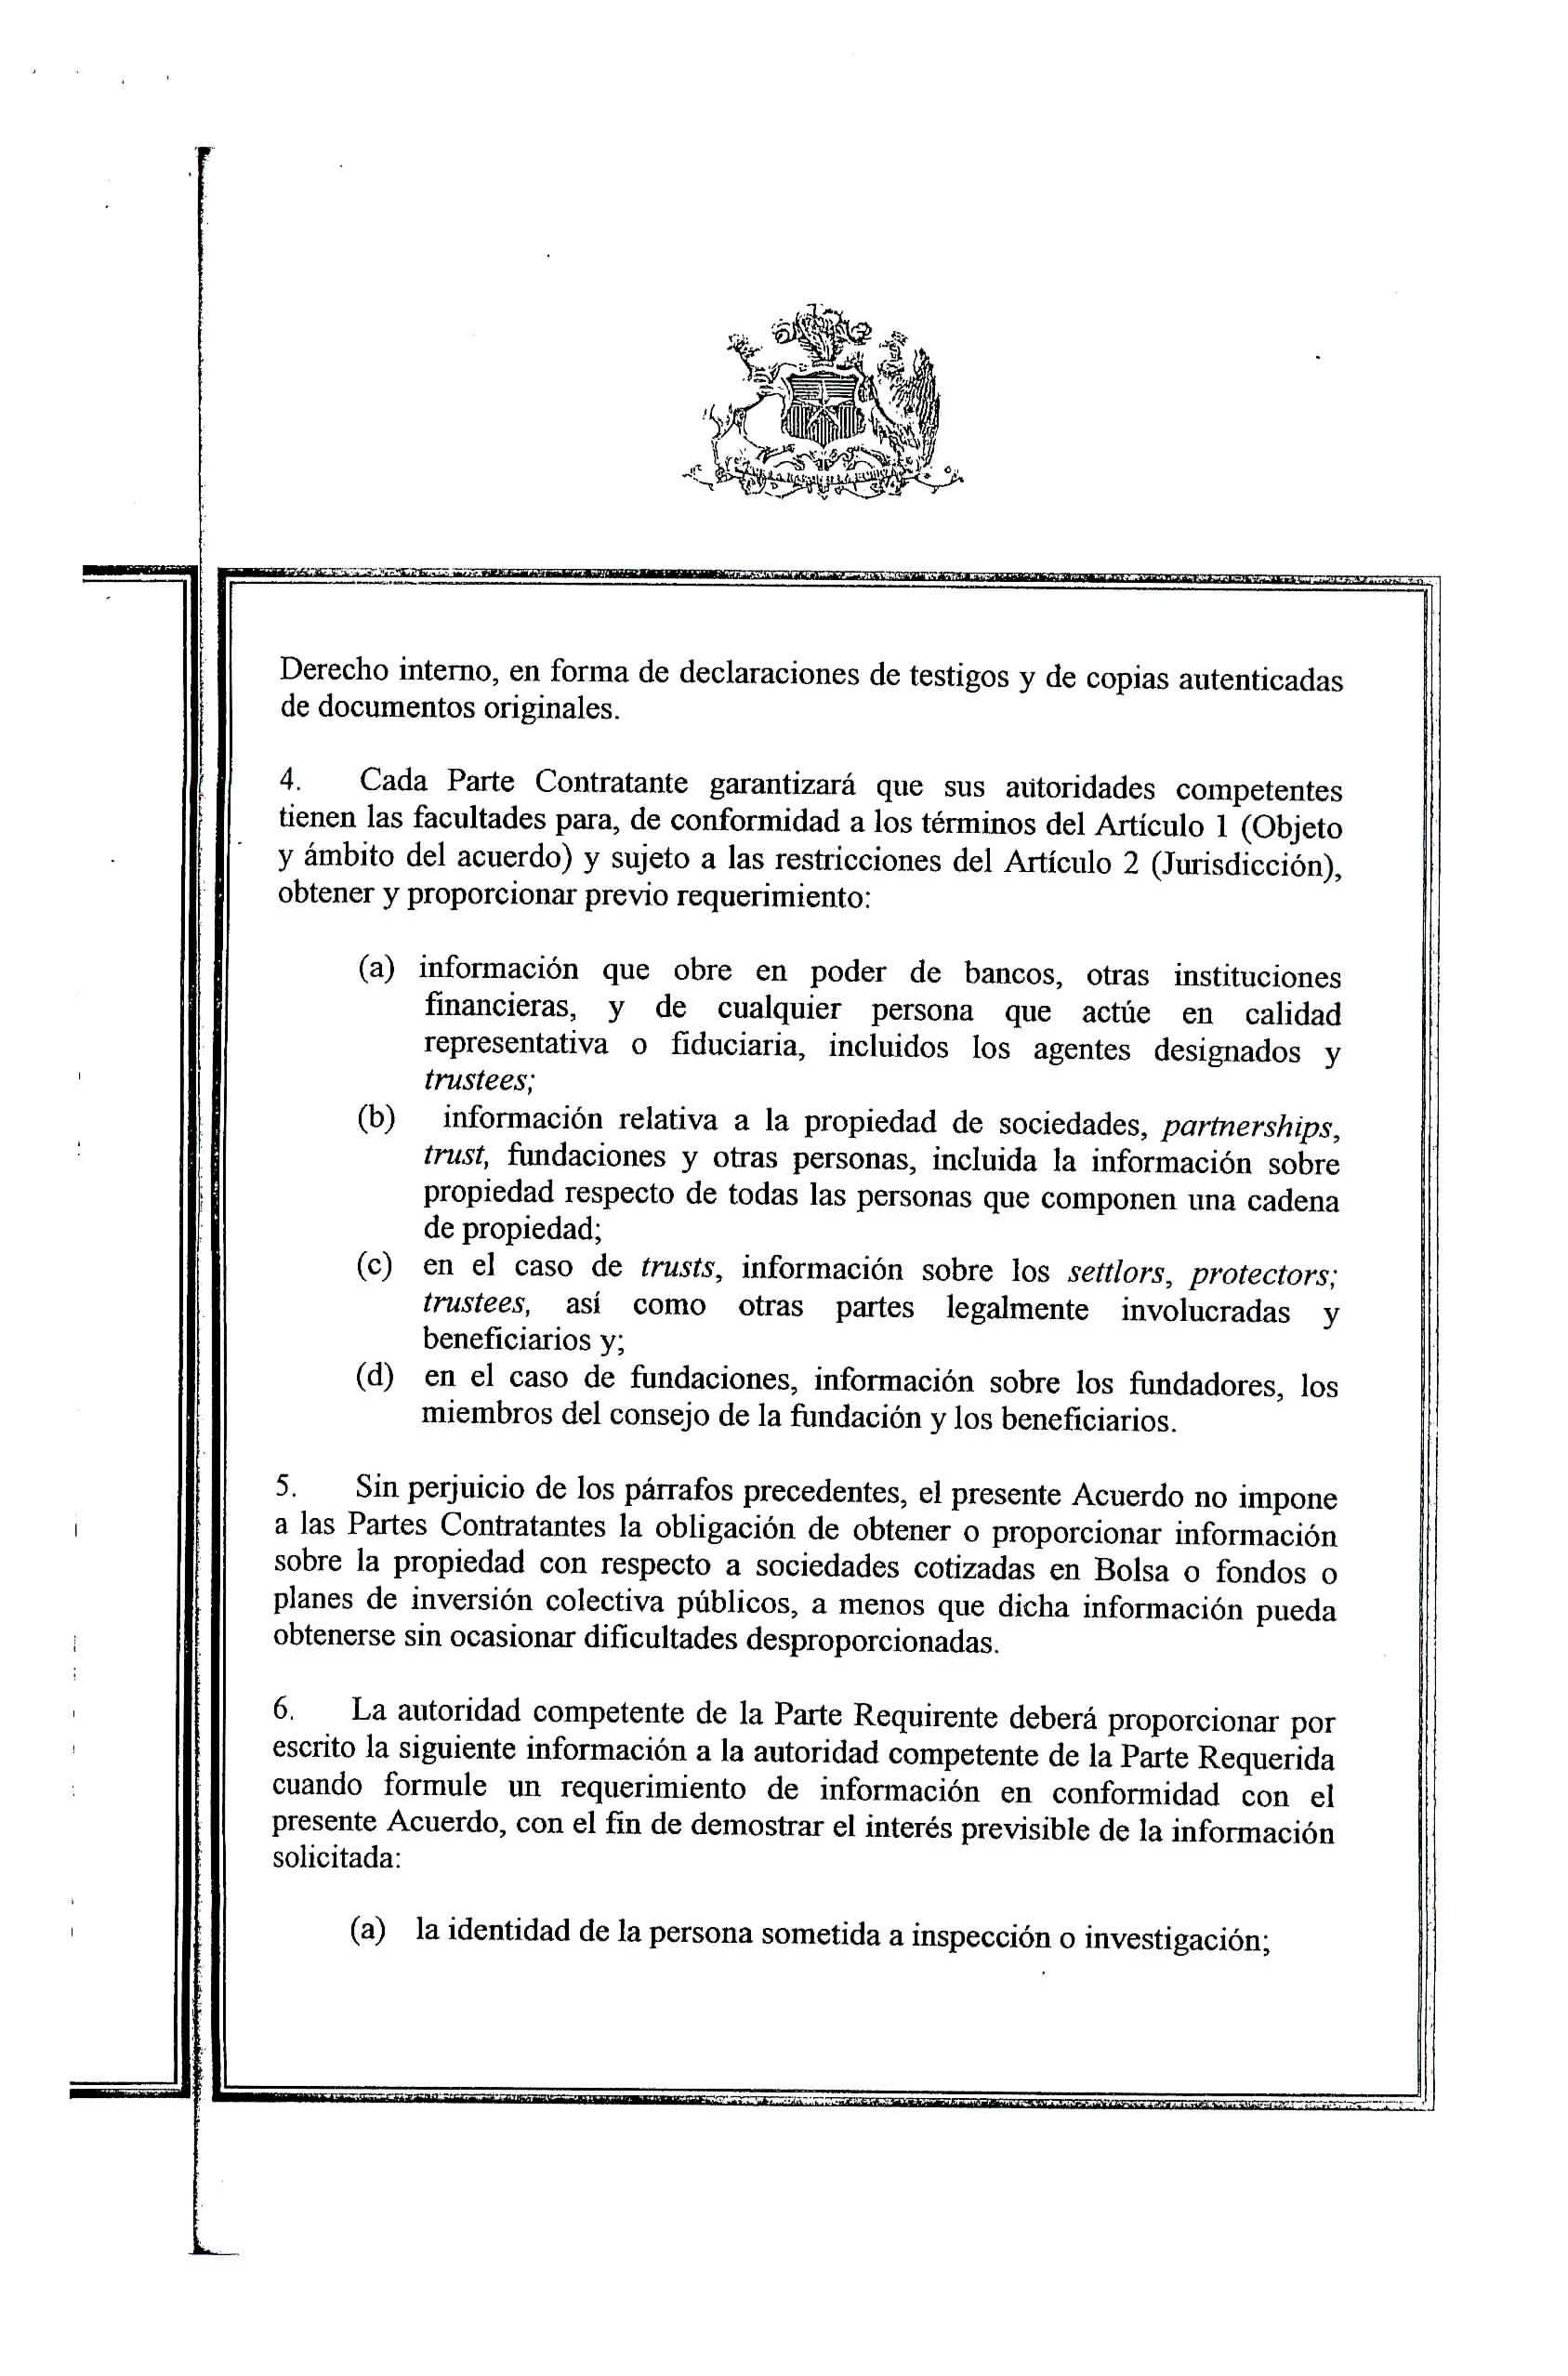 Derecho interno, en forma de declaraciones de testigos y de copias autenticadas
de documentos originales.
4. Cada Parte Contratante garantizará que sus autoridades competentes
tienen las facultades para, de conformidad a los términos del Artículo 1 (Objeto
y ámbito del acuerdo) y sujeto a las restricciones del Artículo 2 (Jurisdicción),
obtener y proporcionar previo requerimiento:
(a) información que obre en poder de bancos, otras instituciones
financieras, y de cualquier persona que actúe en calidad
representativa o fiduciaria, incluidos los agentes designados y
trustees;
(b) información relativa a la propiedad de sociedades, partnerships,
trust, fundaciones y otras personas, incluida la información sobre
propiedad respecto de todas las personas que componen una cadena
de propiedad;
(c) en el caso de trusts, información sobre los settlors, protectors;
trustees, así como otras partes legalmente involucradas y
beneficiarios y;
(d) en el caso de fundaciones, información sobre los fundadores, los
miembros del consejo de la fundación y los beneficiarios.
5. Sin perjuicio de los párrafos precedentes, el presente Acuerdo no impone
a las Partes Contratantes la obligación de obtener o proporcionar información
sobre la propiedad con respecto a sociedades cotizadas en Bolsa o fondos o
planes de inversión colectiva públicos, a menos que dicha información pueda
obtenerse sin ocasionar dificultades desproporcionadas.
6. La autoridad competente de la Parte Requirente deberá proporcionar por
escrito la siguiente información a la autoridad competente de la Parte Requerida
cuando formule un requerimiento de información en conformidad con el
presente Acuerdo, con el fin de demostrar el interés previsible de la información
solicitada:
(a) la identidad de la persona sometida a inspección o investigación;